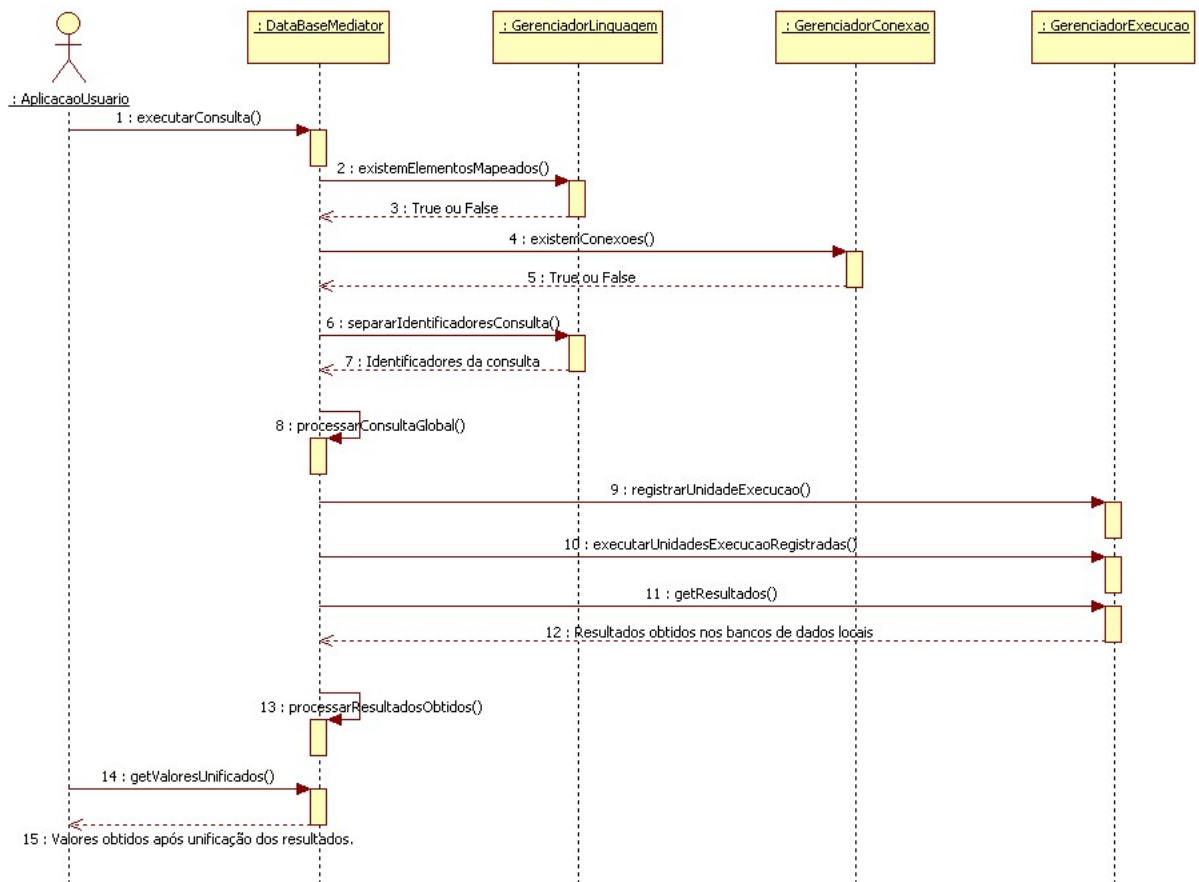 : DataBaseMediator
: GerenciadorLinguagem
: GerenciadorConexao
: GerenciadorExecucao
: AplicacaoUsuario
1 : executarConsulta()
2 : existemElementosMapeados()
3 : True ou False
4 : existemConexoes()
5 : True ou False
6 : separarIdentificadoresConsulta()
7 : Identificadores da consulta
8 : processarConsultaGlobal()
9 : registrarUnidadeExecucao()
10 : executarUnidadesExecucaoRegistradas()
11 : getResultados()
12 : Resultados obtidos nos bancos de dados locais
13 : processarResultadosObtidos()
14 : getValoresUnificados()
15 : Valores obtidos após unificação dos resultados.